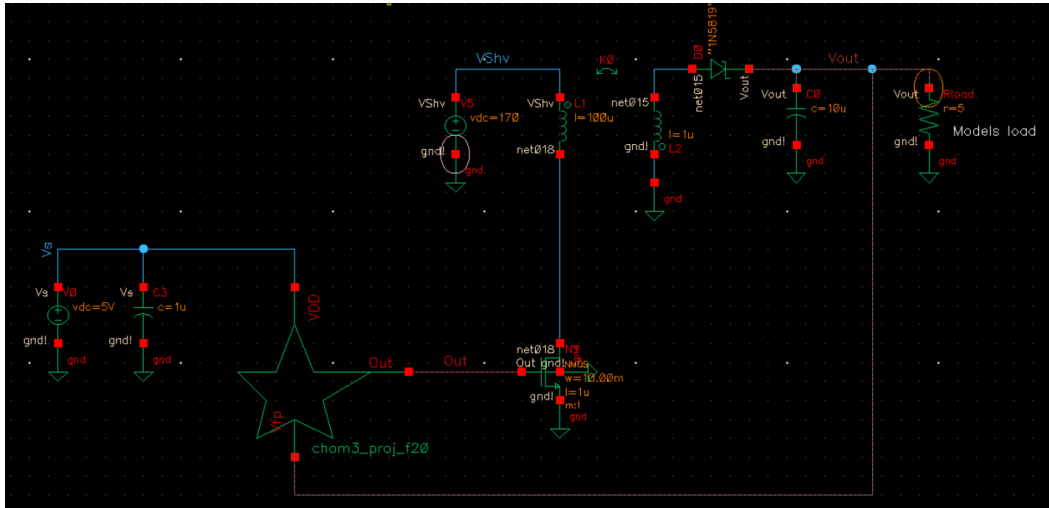 VShv
K0
D0
"1N5819"
Vout
VShv
V5
vdc=170
gnd!
gnd
VShv
L1
l=100u
net018
net015
l=1u
gnd!
L2
gnd
net015
Vout
Vout
C0
c=10u
gnd!
gnd
Vout
Rload
r=5
gnd!
gnd
Models load
Vs
Vs
V0
vdc=5V
gnd!
gnd
Vs
C3
c=1u
gnd!
gnd
VDD
Out
Out
Vfp
chom3_proj_f20
net018
Out
gnd!
NMOS
w=10.00m
l=1u
gnd!
m:1
gnd